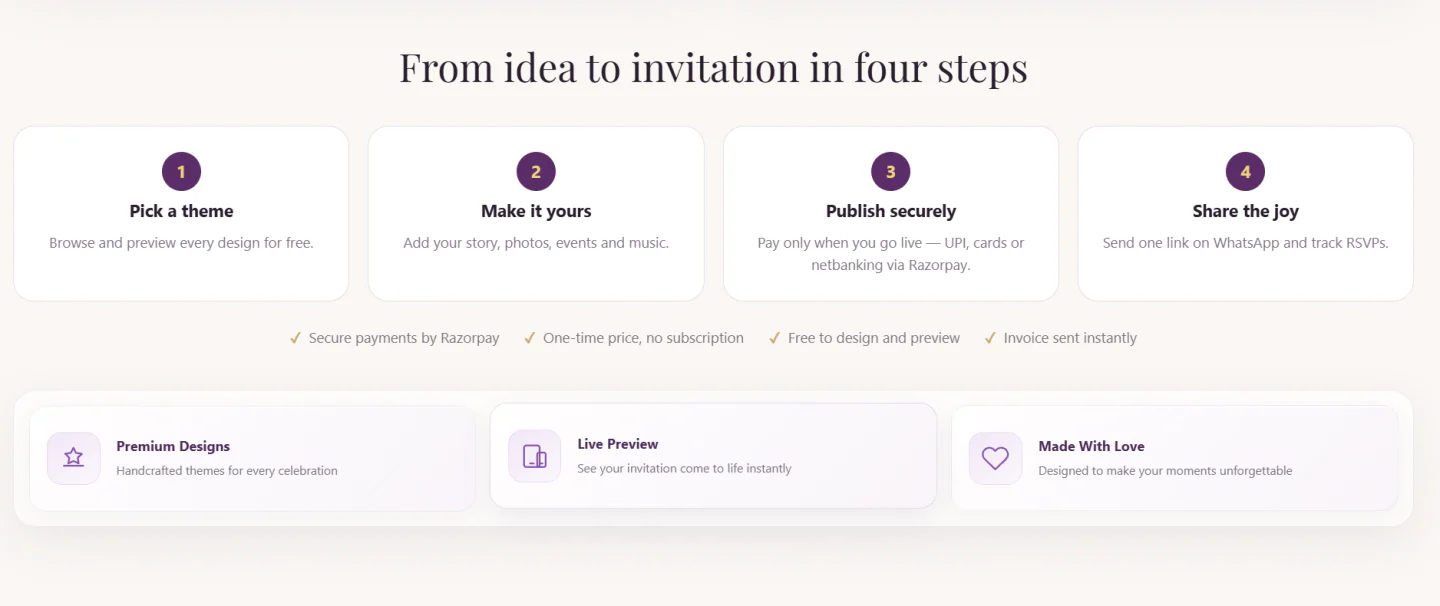 From idea to invitation in four steps
1
Pick a theme
Browse and preview every design for free.
2
Make it yours
Add your story, photos, events and music.
3
Publish securely
Pay only when you go live — UPI, cards or
netbanking via Razorpay.
4
Share the joy
Send one link on WhatsApp and track RSVPs.
✓ Secure payments by Razorpay
✓ One-time price, no subscription
✓ Free to design and preview
✓ Invoice sent instantly
Premium Designs
Handcrafted themes for every celebration
Live Preview
See your invitation come to life instantly
Made With Love
Designed to make your moments unforgettable